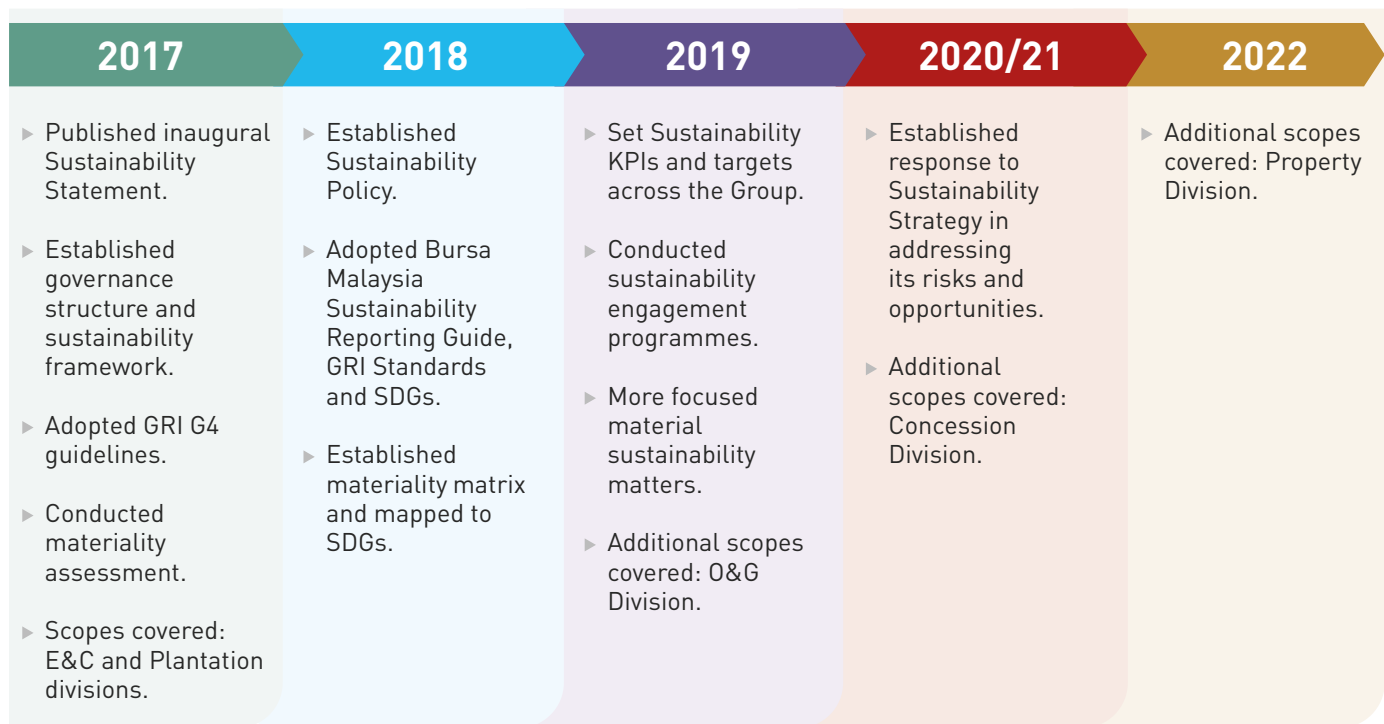 2017
Published inaugural
Sustainability
Statement.
Established
governance
structure and
sustainability
framework.
Adopted GRI G4
guidelines.
Conducted
materiality
assessment.
Scopes covered:
E&C and Plantation
divisions.
2018
Established
Sustainability
Policy.
Adopted Bursa
Malaysia
Sustainability
Reporting Guide,
GRI Standards
and SDGs.
Established
materiality matrix
and mapped to
SDGs.
2019
Set Sustainability
KPIs and targets
across the Group.
Conducted
sustainability
engagement
programmes.
More focused
material
sustainability
matters.
Additional scopes
covered: O&G
Division.
2020/21
Established
response to
Sustainability
Strategy in
addressing
its risks and
opportunities.
Additional
scopes covered:
Concession
Division.
2022
Additional scopes
covered: Property
Division.